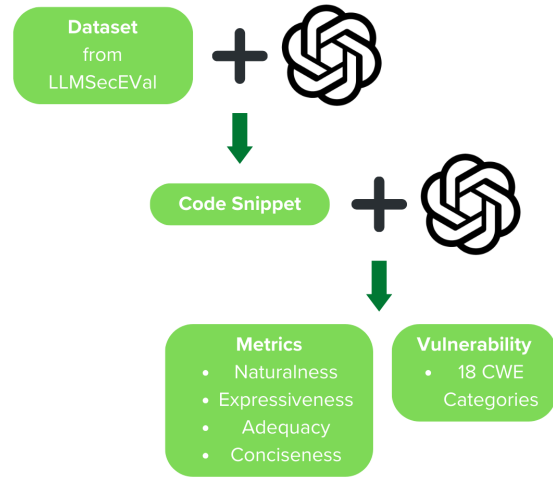 Dataset
from
LLMSecEVal
Code Snippet
Metrics
• Naturalness
• Expressiveness
• Adequacy
• Conciseness
Vulnerability
• 18 CWE
Categories